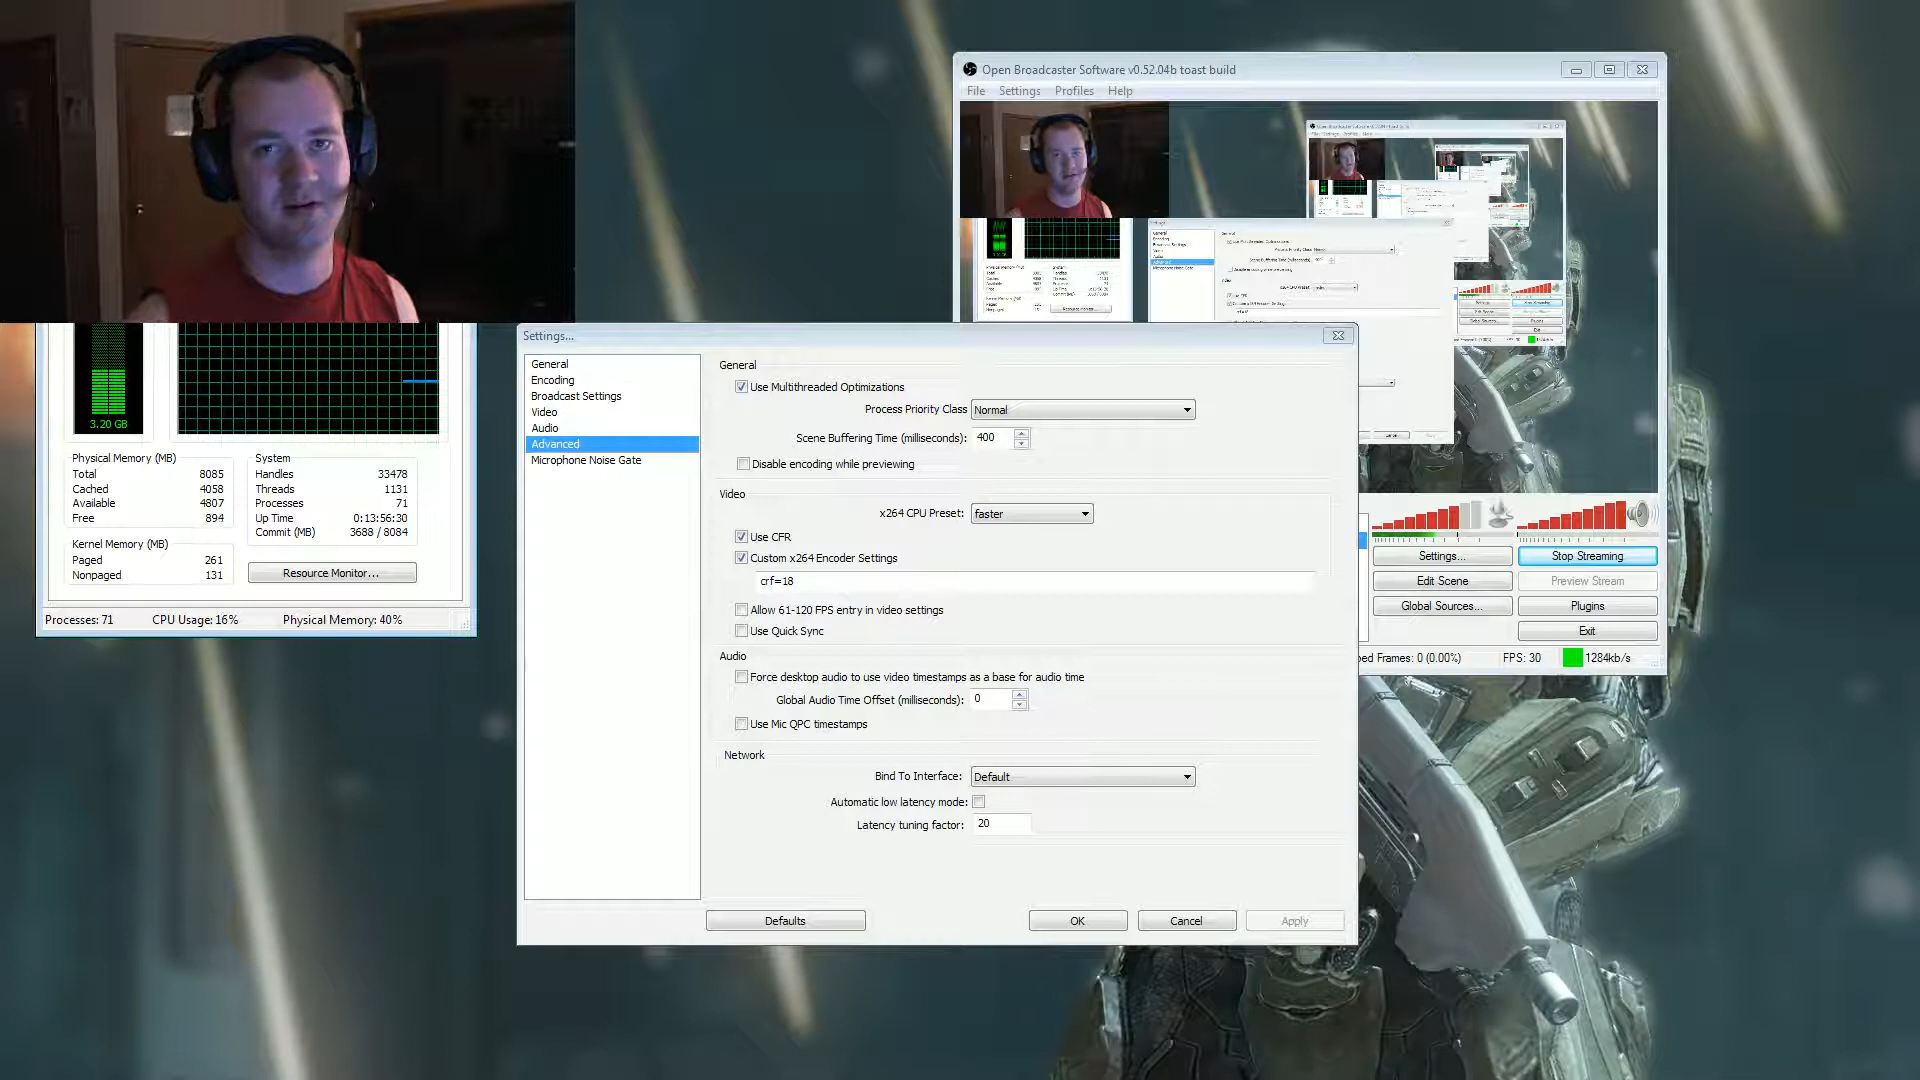 Open Broadcaster Software v0.52.04b toast build
File Settings Profiles Help
3.20 GB
Physical Memory (MB)
Total 8085
Cached 4058
Available 4807
Free 894
Kernel Memory (MB)
Paged 261
Nonpaged 131
System
Handles 33478
Threads 1131
Processes 71
Up Time 0:13:56:30
Commit (MB) 3688 / 8084
Resource Monitor...
Processes: 71 CPU Usage: 16% Physical Memory: 40%
Settings...
General
Encoding
Broadcast Settings
Video
Audio
Advanced
Microphone Noise Gate
General
Use Multithreaded Optimizations
Process Priority Class Normal
Scene Buffering Time (milliseconds): 400
Disable encoding while previewing
Video
x264 CPU Preset: faster
Use CFR
Custom x264 Encoder Settings
crf=18
Allow 61-120 FPS entry in video settings
Use Quick Sync
Audio
Force desktop audio to use video timestamps as a base for audio time
Global Audio Time Offset (milliseconds): 0
Use Mic QPC timestamps
Network
Bind To Interface: Default
Automatic low latency mode:
Latency tuning factor: 20
Defaults OK Cancel Apply
Settings... Stop Streaming
Edit Scene Preview Stream
Global Sources... Plugins
Exit
ped Frames: 0 (0.00%) FPS: 30 1284kb/s